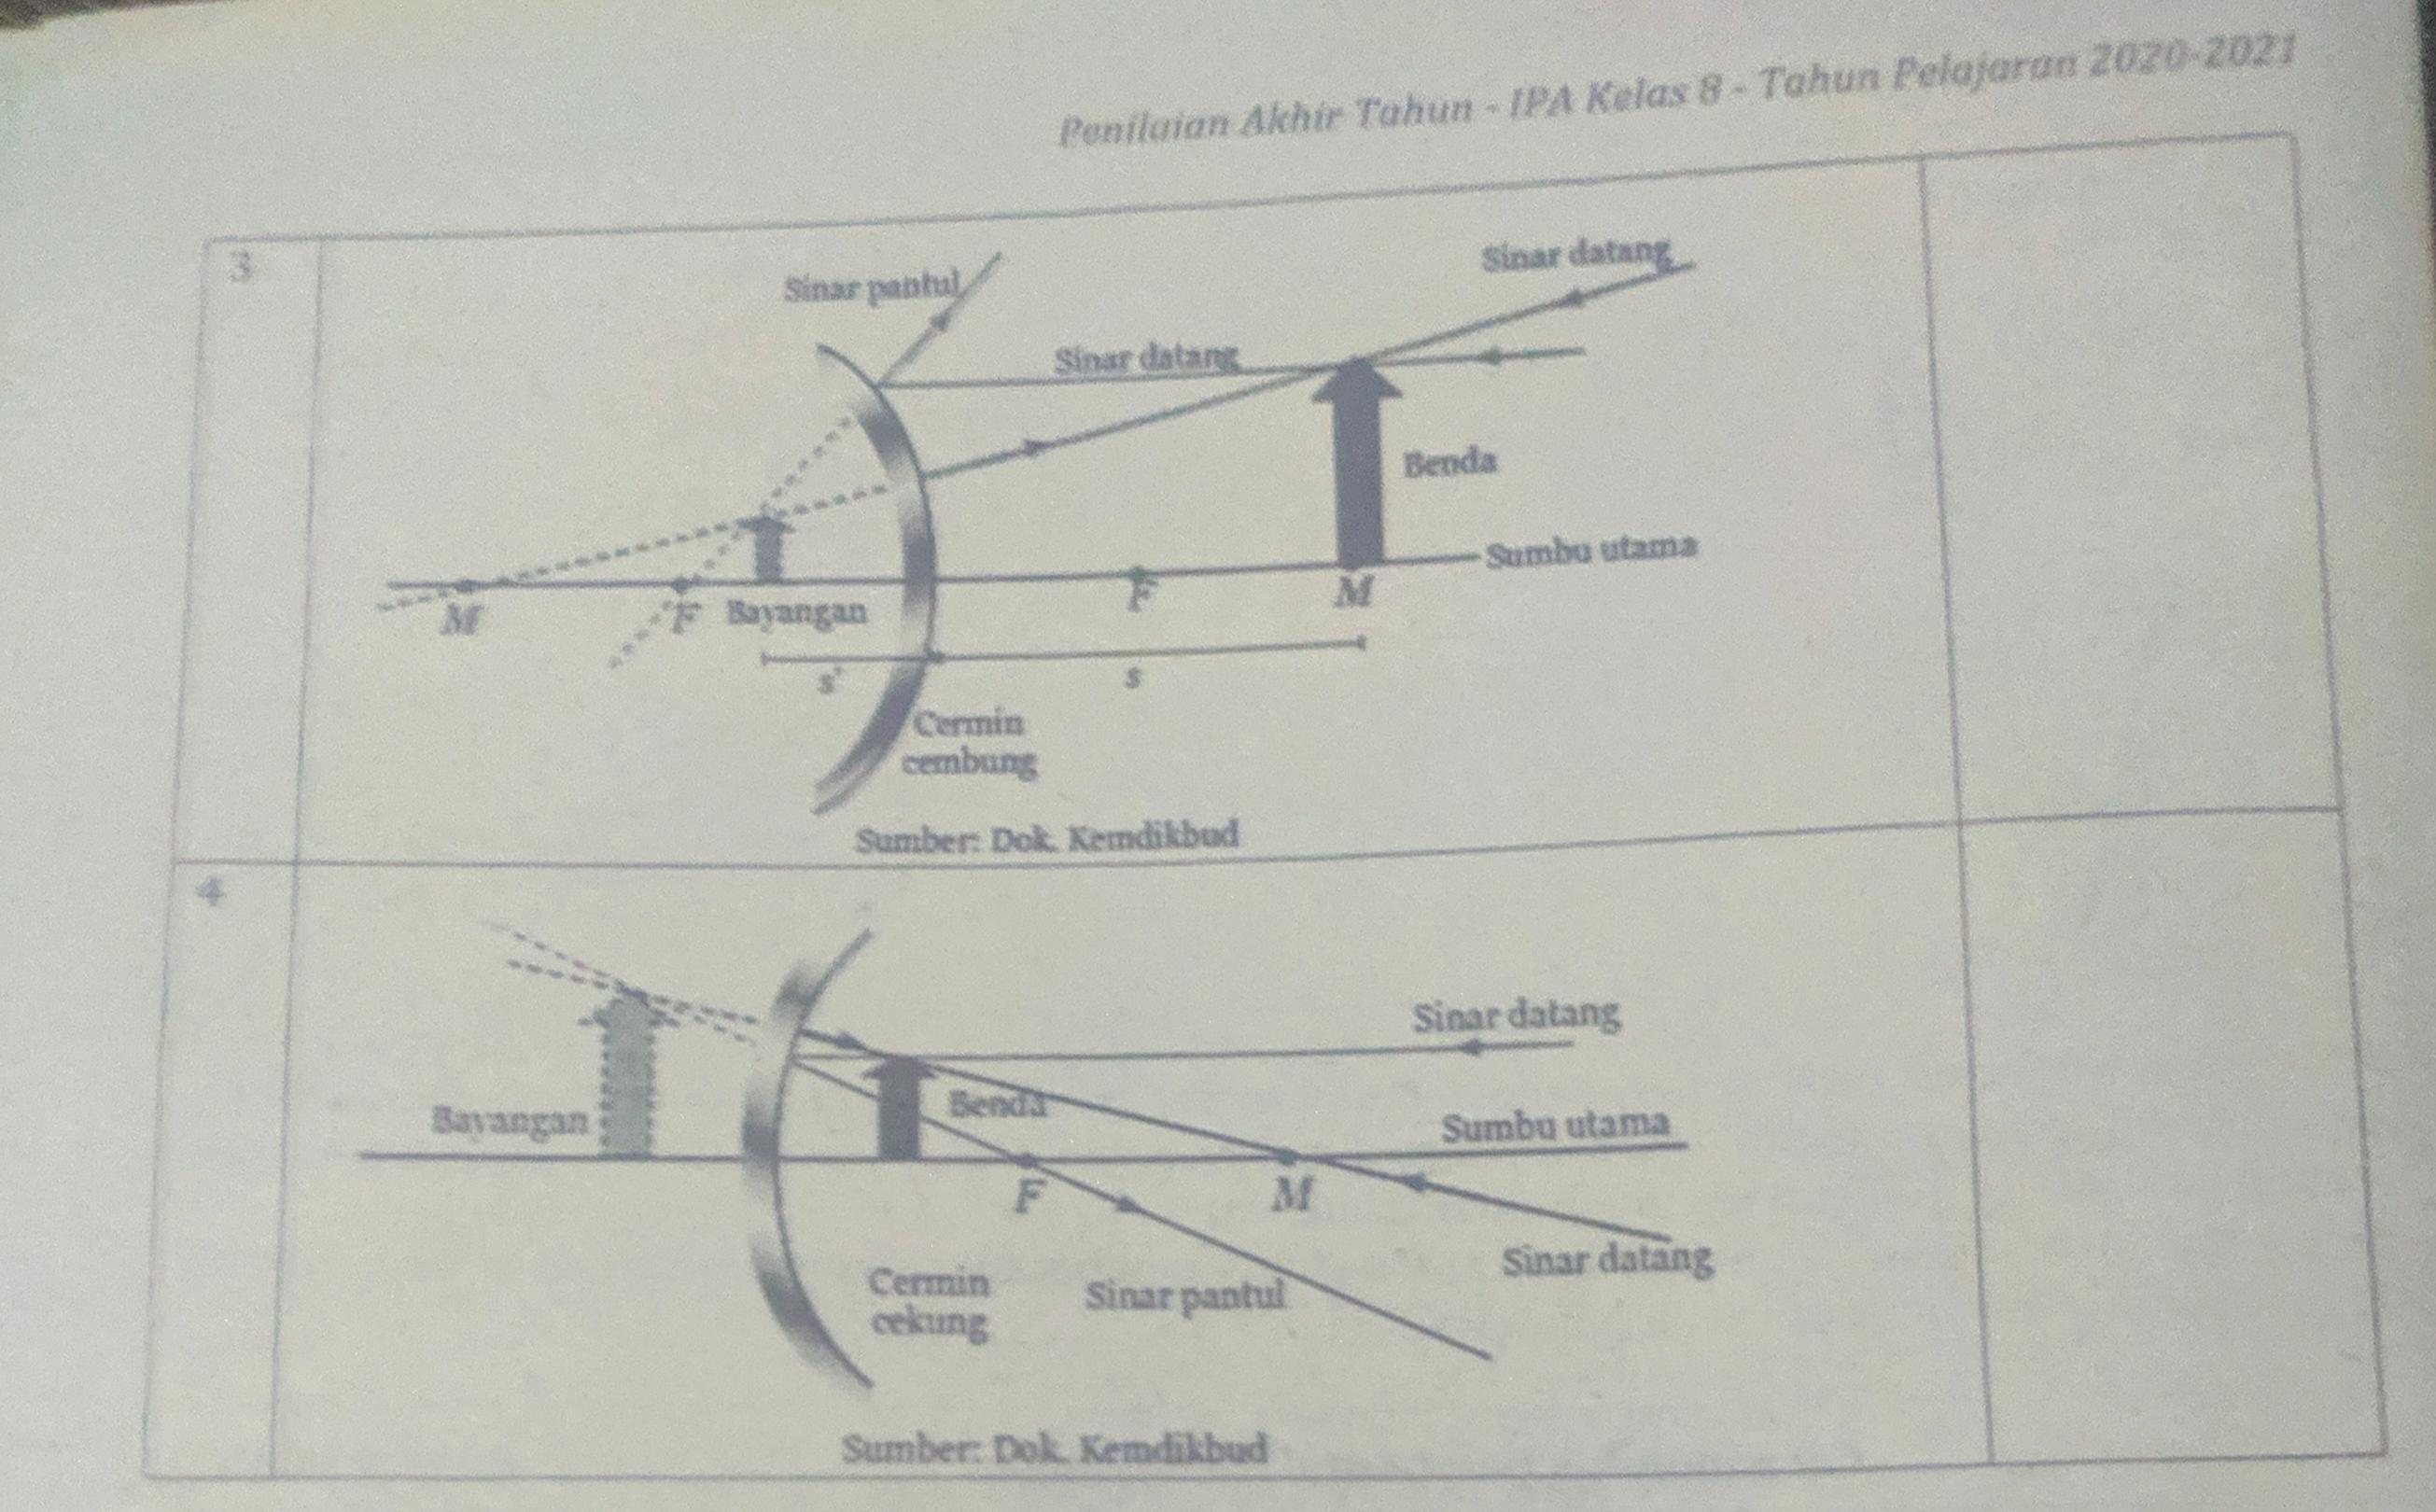 Penilaian Akhir Tahun - IPA Kelas 8 - Tahun Pelajaran 2020-2021
3
Sinar datang
Sinar pantul
Sinar datang
Benda
Sumbu utama
M
F
Bayangan
F
M
s'
s
Cermin
cembung
Sumber: Dok. Kemdikbud
4
Sinar datang
Benda
Bayangan
Sumbu utama
F
M
Sinar datang
Cermin
cekung
Sinar pantul
Sumber: Dok. Kemdikbud